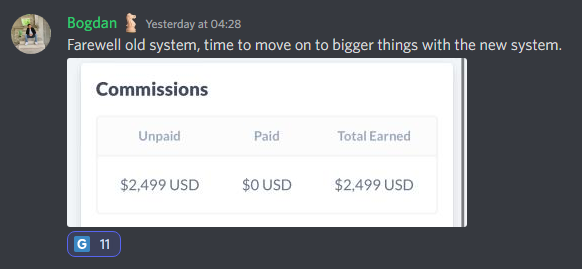 Bogdan Yesterday at 04:28
Farewell old system, time to move on to bigger things with the new system.
Commissions
Unpaid Paid Total Earned
$2,499 USD $0 USD $2,499 USD
G 11